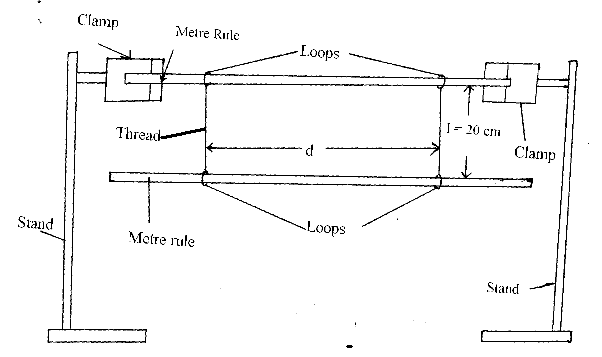 Clamp
Metre Rule
Loops
Thread
l = 20 cm
d
Clamp
Stand
Metre rule
Loops
Stand